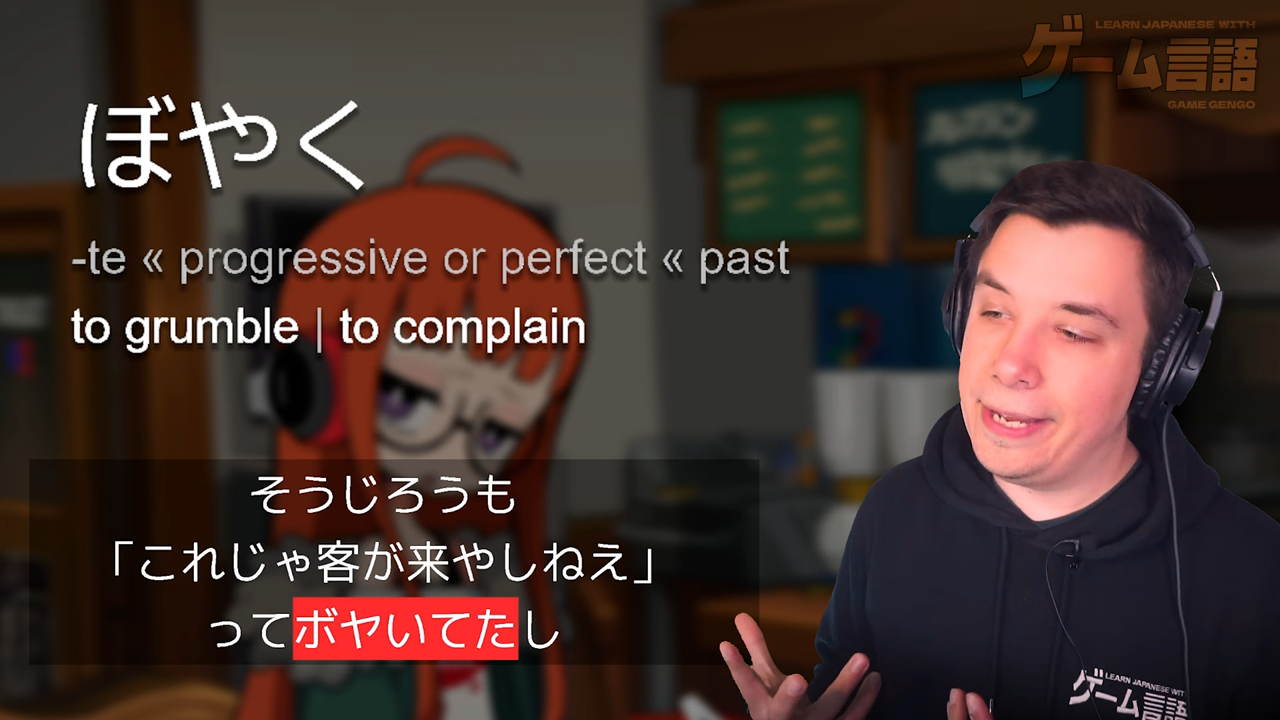 LEARN JAPANESE WITH
ゲーム言語
GAME GENGO
ぼやく
-te « progressive or perfect « past
to grumble | to complain
そうじろうも
「これじゃ客が来やしねえ」
ってボヤいてたし
LEARN JAPANESE WIT
ゲーム言語